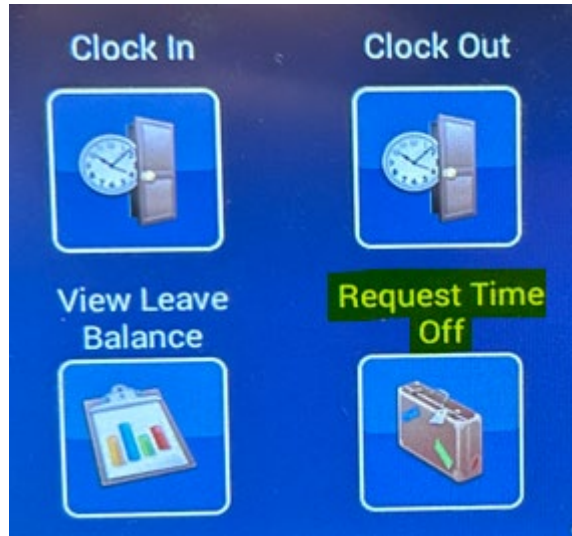 Clock In
Clock Out
View Leave
Balance
Request Time
Off